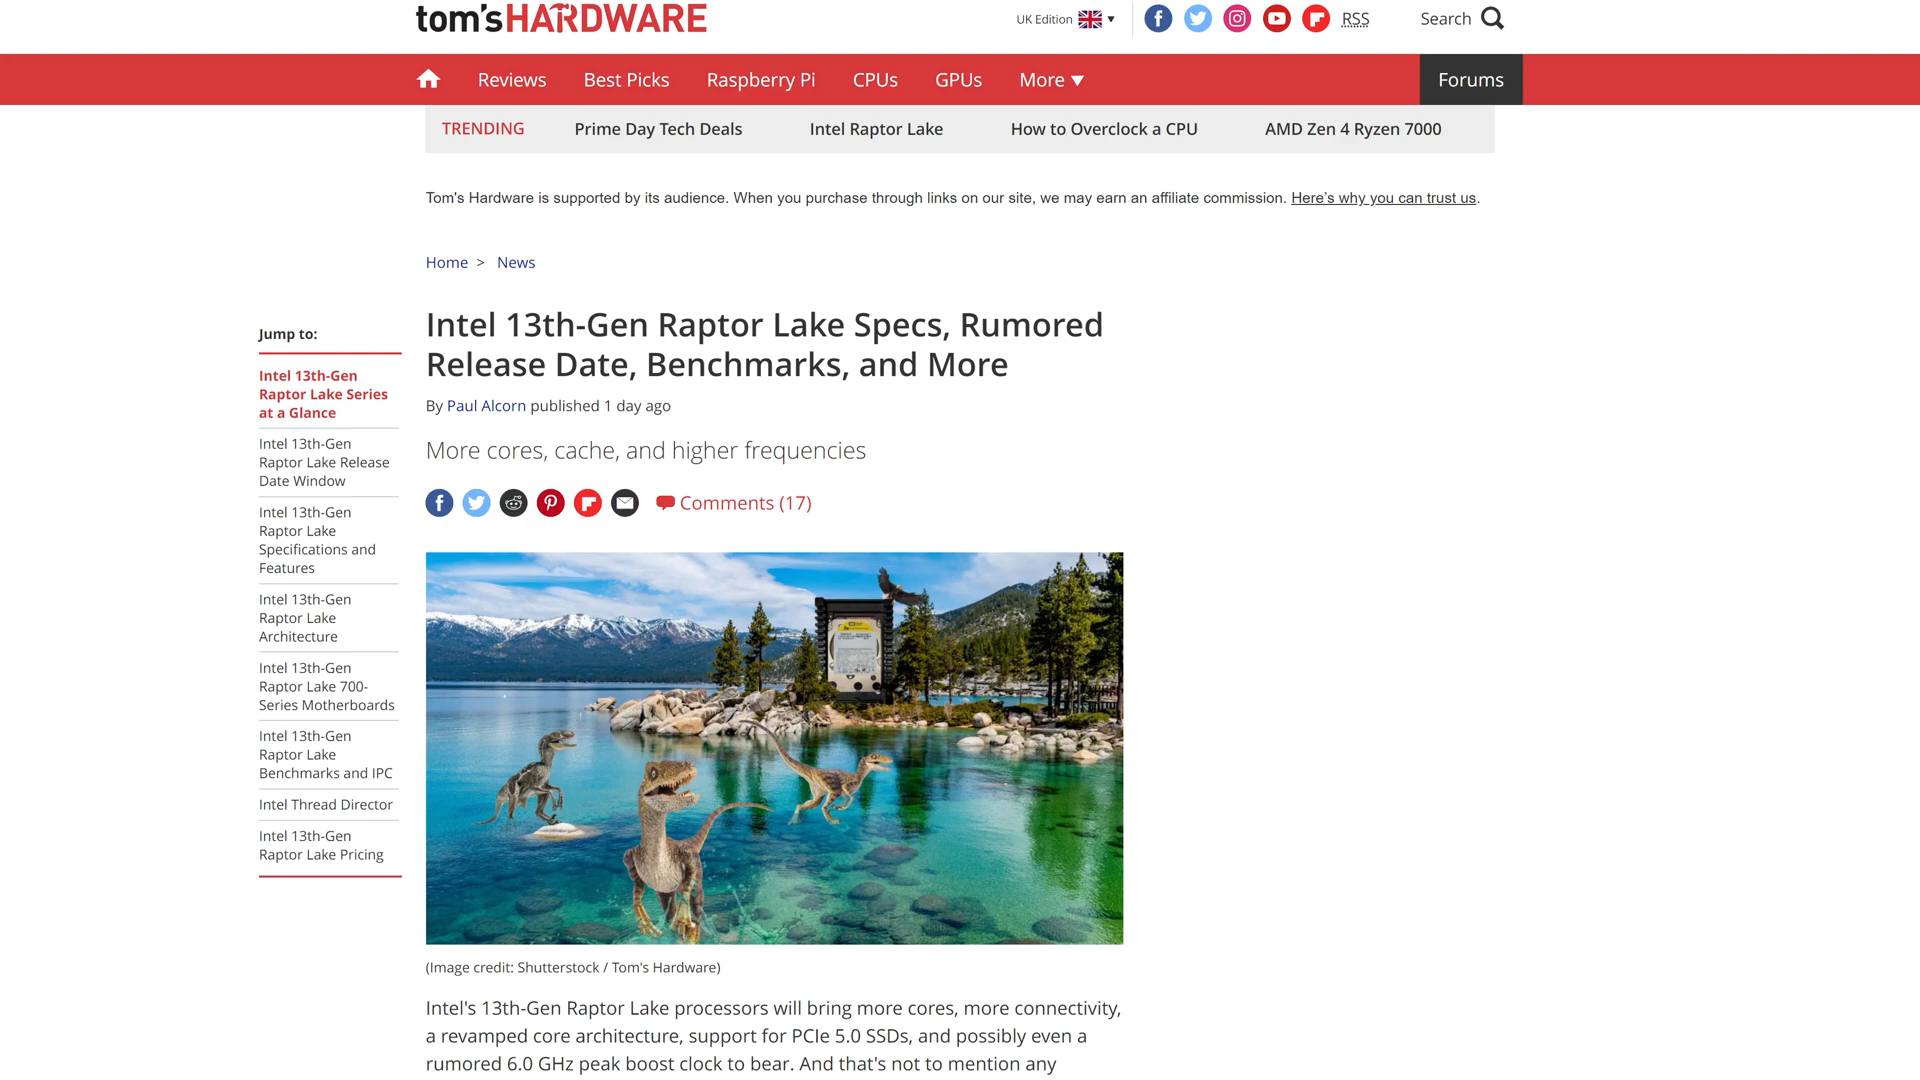 tom'sHARDWARE
UK Edition
RSS
Search
Reviews
Best Picks
Raspberry Pi
CPUs
GPUs
More
Forums
TRENDING
Prime Day Tech Deals
Intel Raptor Lake
How to Overclock a CPU
AMD Zen 4 Ryzen 7000
Tom's Hardware is supported by its audience. When you purchase through links on our site, we may earn an affiliate commission. Here's why you can trust us.
Home > News
Jump to:
Intel 13th-Gen
Raptor Lake Series
at a Glance
Intel 13th-Gen
Raptor Lake Release
Date Window
Intel 13th-Gen
Raptor Lake
Specifications and
Features
Intel 13th-Gen
Raptor Lake
Architecture
Intel 13th-Gen
Raptor Lake 700-
Series Motherboards
Intel 13th-Gen
Raptor Lake
Benchmarks and IPC
Intel Thread Director
Intel 13th-Gen
Raptor Lake Pricing
Intel 13th-Gen Raptor Lake Specs, Rumored
Release Date, Benchmarks, and More
By Paul Alcorn published 1 day ago
More cores, cache, and higher frequencies
Comments (17)
(Image credit: Shutterstock / Tom's Hardware)
Intel's 13th-Gen Raptor Lake processors will bring more cores, more connectivity,
a revamped core architecture, support for PCIe 5.0 SSDs, and possibly even a
rumored 6.0 GHz peak boost clock to bear. And that's not to mention any